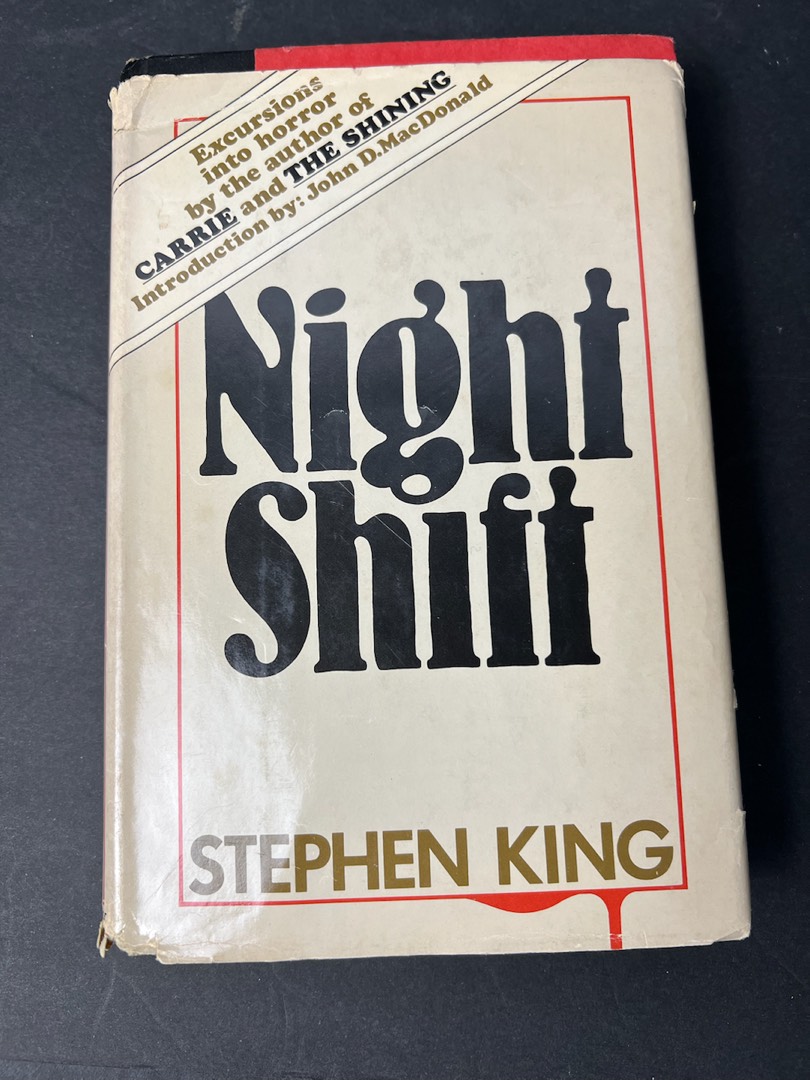 Excursions
into horror
by the author of
CARRIE and THE SHINING
Introduction by: John D. MacDonald
Night
Shift
STEPHEN KING